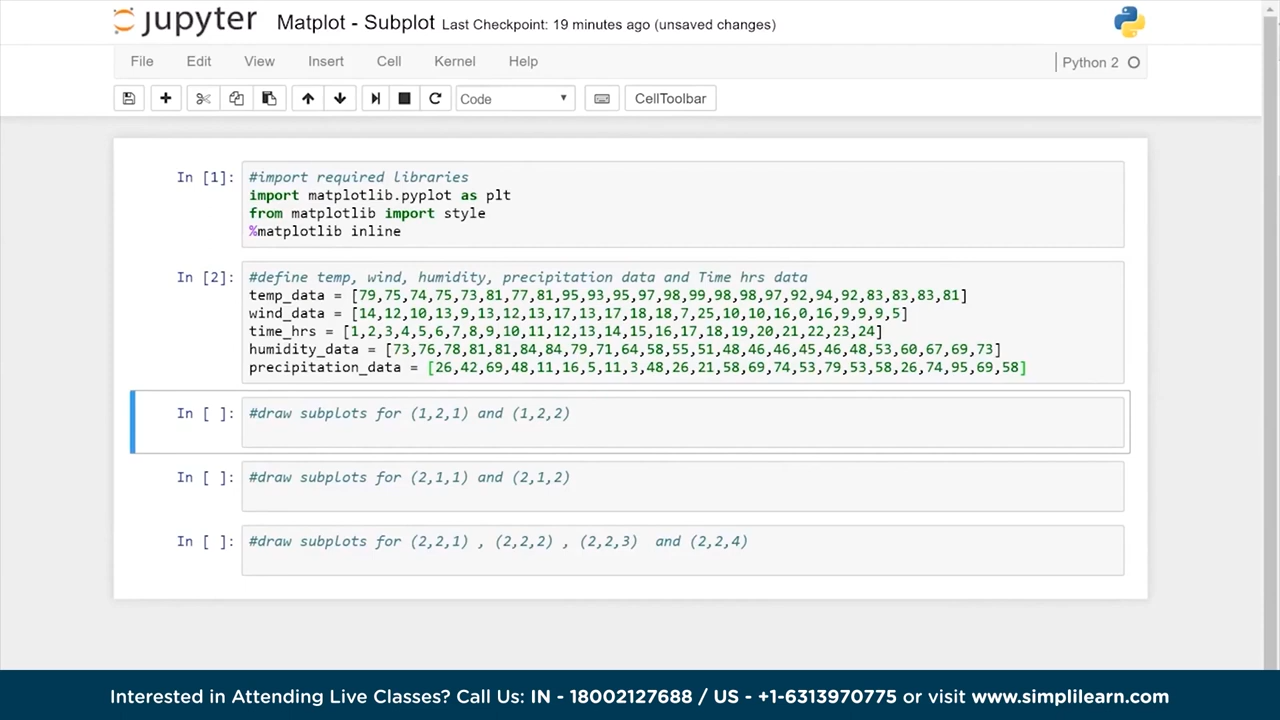 jupyter Matplot - Subplot Last Checkpoint: 19 minutes ago (unsaved changes)
File Edit View Insert Cell Kernel Help Python 2
Code CellToolbar
In [1]: #import required libraries
import matplotlib.pyplot as plt
from matplotlib import style
%matplotlib inline
In [2]: #define temp, wind, humidity, precipitation data and Time hrs data
temp_data = [79,75,74,75,73,81,77,81,95,93,95,97,98,99,98,98,97,92,94,92,83,83,83,81]
wind_data = [14,12,10,13,9,13,12,13,17,13,17,18,18,7,25,10,10,16,0,16,9,9,9,5]
time_hrs = [1,2,3,4,5,6,7,8,9,10,11,12,13,14,15,16,17,18,19,20,21,22,23,24]
humidity_data = [73,76,78,81,81,84,84,79,71,64,58,55,51,48,46,46,45,46,48,53,60,67,69,73]
precipitation_data = [26,42,69,48,11,16,5,11,3,48,26,21,58,69,74,53,79,53,58,26,74,95,69,58]
In [ ]: #draw subplots for (1,2,1) and (1,2,2)
In [ ]: #draw subplots for (2,1,1) and (2,1,2)
In [ ]: #draw subplots for (2,2,1) , (2,2,2) , (2,2,3)  and (2,2,4)
Interested in Attending Live Classes? Call Us: IN - 18002127688 / US - +1-6313970775 or visit www.simplilearn.com